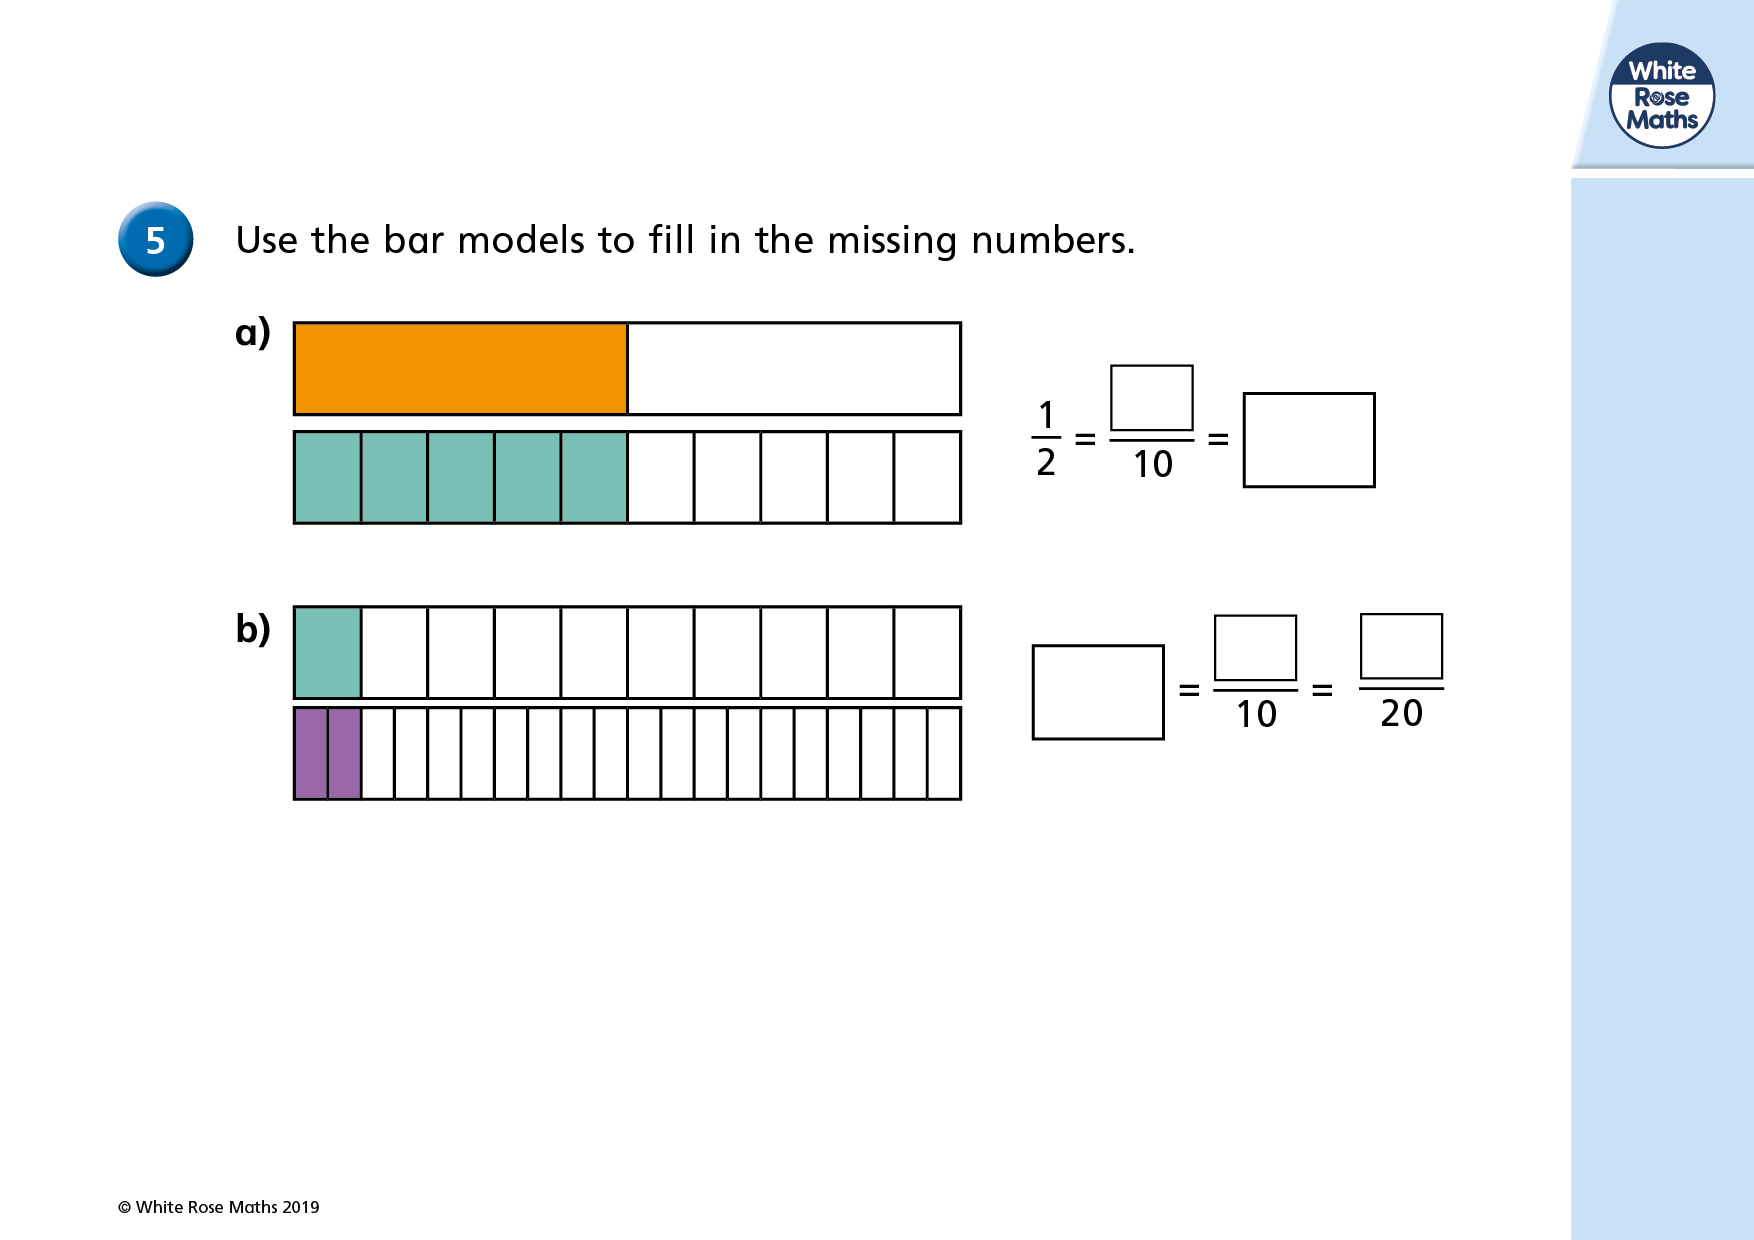 White
Rose
Maths
5 Use the bar models to fill in the missing numbers.
a)
1/2 = /10 =
b)
= /10 = /20
© White Rose Maths 2019